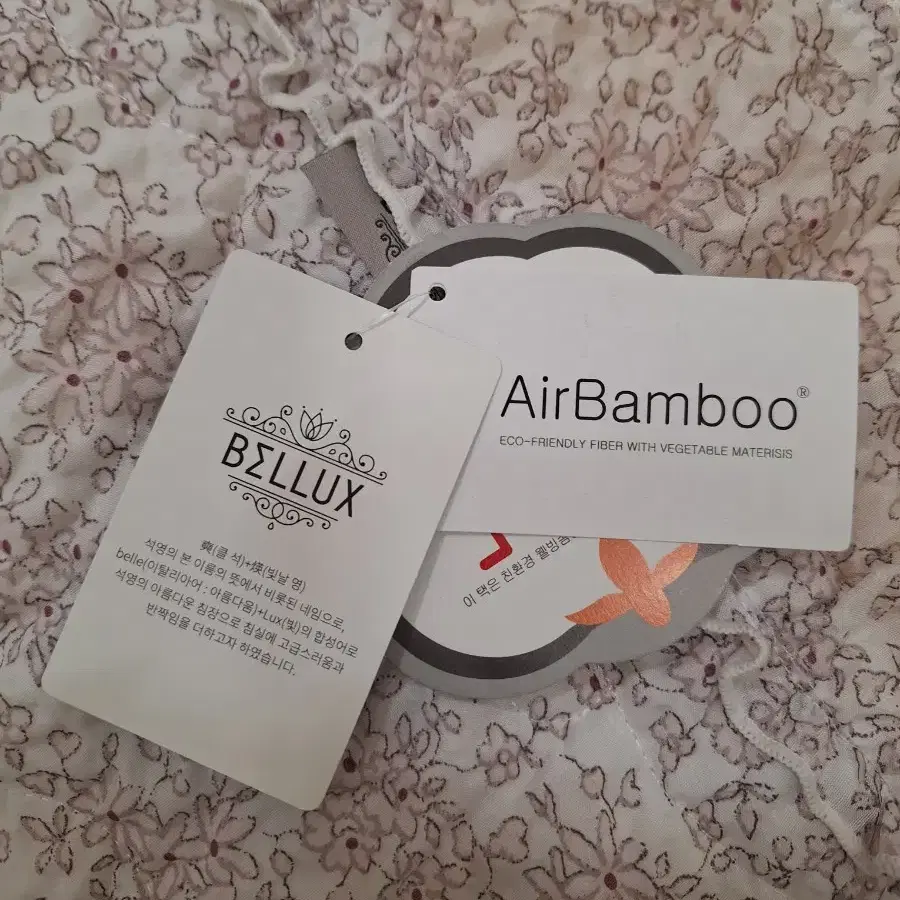 BΣLLUX
奭(클 석)+煐(빛날 영)
석영의 본 이름의 뜻에서 비롯된 네임으로,
belle(이탈리아어 : 아름다움)+Lux(빛)의 합성어로
석영의 아름다운 침장으로 침실에 고급스러움과
반짝임을 더하고자 하였습니다.
AirBamboo®
ECO-FRIENDLY FIBER WITH VEGETABLE MATERISIS
이 택은 친환경